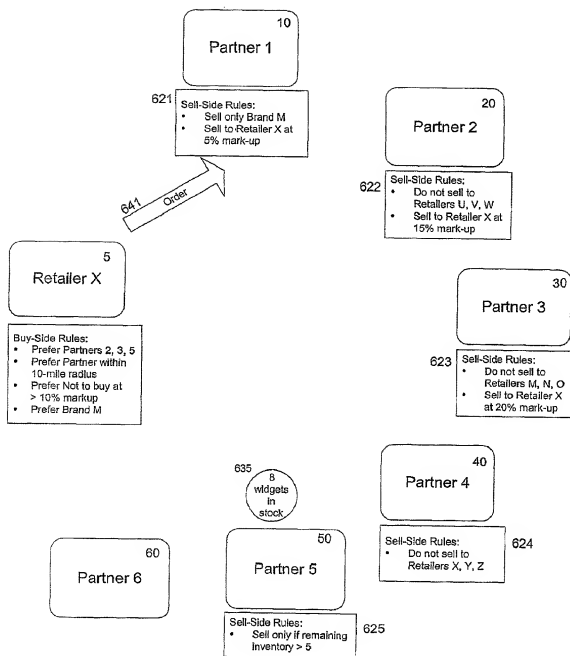 10
Partner 1
621
Sell-Side Rules:
• Sell only Brand M
• Sell to Retailer X at
5% mark-up
20
Partner 2
622
Sell-Side Rules:
• Do not sell to
Retailers U, V, W
• Sell to Retailer X at
15% mark-up
641
Order
5
Retailer X
Buy-Side Rules:
• Prefer Partners 2, 3, 5
• Prefer Partner within
10-mile radius
• Prefer Not to buy at
> 10% markup
• Prefer Brand M
30
Partner 3
623
Sell-Side Rules:
• Do not sell to
Retailers M, N, O
• Sell to Retailer X
at 20% mark-up
40
Partner 4
Sell-Side Rules:
• Do not sell to
Retailers X, Y, Z
624
635
8
widgets
in
stock
50
Partner 5
Sell-Side Rules:
• Sell only if remaining
Inventory > 5
625
60
Partner 6